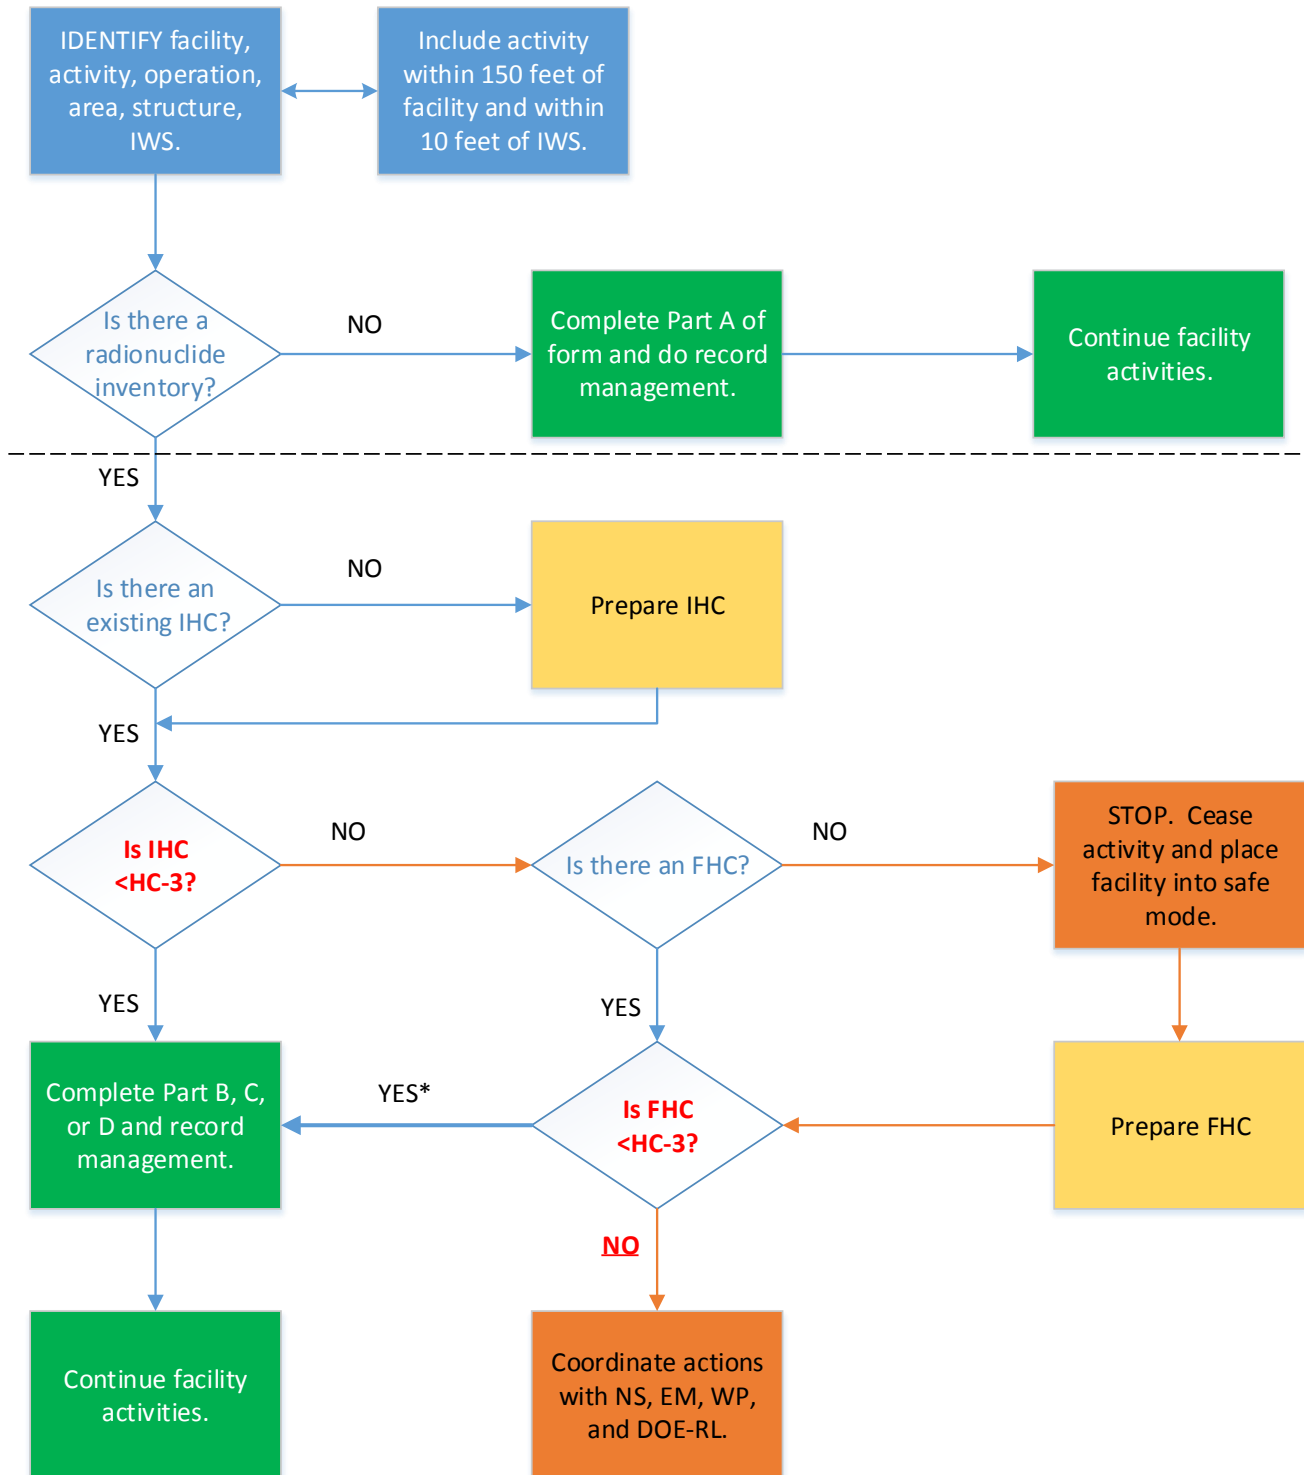 IDENTIFY facility,
activity, operation,
area, structure,
IWS.
Include activity
within 150 feet of
facility and within
10 feet of IWS.
Is there a
radionuclide
inventory?
NO
Complete Part A of
form and do record
management.
Continue facility
activities.
YES
Is there an
existing IHC?
NO
Prepare IHC
YES
Is IHC
<HC-3?
NO
Is there an FHC?
NO
STOP.  Cease
activity and place
facility into safe
mode.
YES
YES
Complete Part B, C,
or D and record
management.
YES*
Is FHC
<HC-3?
Prepare FHC
NO
Continue facility
activities.
Coordinate actions
with NS, EM, WP,
and DOE-RL.